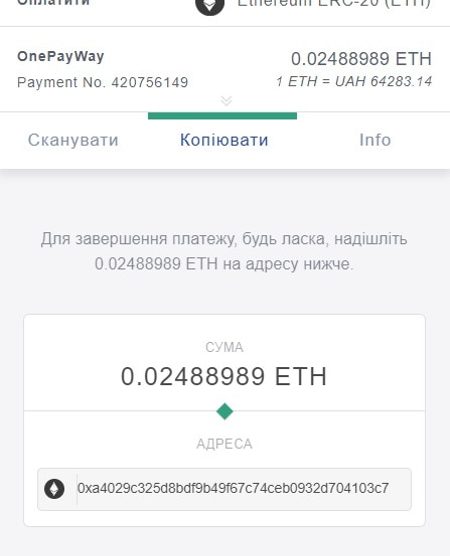 Оплатити
Ethereum ERC-20 (ETH)
OnePayWay
0.02488989 ETH
Payment No. 420756149
1 ETH = UAH 64283.14
Сканувати
Копіювати
Info
Для завершення платежу, будь ласка, надішліть
0.02488989 ETH на адресу нижче.
СУМА
0.02488989 ETH
АДРЕСА
0xa4029c325d8bdf9b49f67c74ceb0932d704103c7